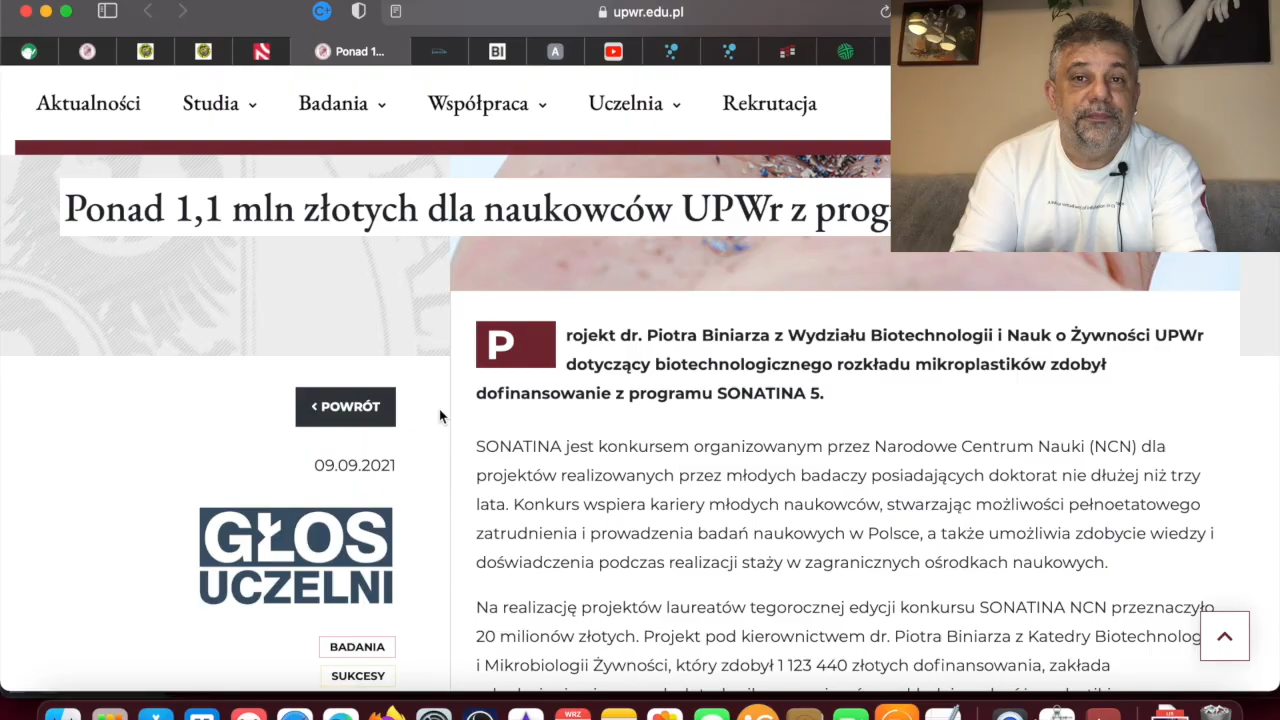 upwr.edu.pl
BI
A
Ponad 1...
Aktualności Studia Badania Współpraca Uczelnia Rekrutacja
Ponad 1,1 mln złotych dla naukowców UPWr z prog
Projekt dr. Piotra Biniarza z Wydziału Biotechnologii i Nauk o Żywności UPWr
dotyczący biotechnologicznego rozkładu mikroplastików zdobył
dofinansowanie z programu SONATINA 5.
POWRÓT
09.09.2021
GŁOS
UCZELNI
BADANIA
SUKCESY
SONATINA jest konkursem organizowanym przez Narodowe Centrum Nauki (NCN) dla
projektów realizowanych przez młodych badaczy posiadających doktorat nie dłużej niż trzy
lata. Konkurs wspiera kariery młodych naukowców, stwarzając możliwości pełnoetatowego
zatrudnienia i prowadzenia badań naukowych w Polsce, a także umożliwia zdobycie wiedzy i
doświadczenia podczas realizacji staży w zagranicznych ośrodkach naukowych.
Na realizację projektów laureatów tegorocznej edycji konkursu SONATINA NCN przeznaczyło
20 milionów złotych. Projekt pod kierownictwem dr. Piotra Biniarza z Katedry Biotechnolog
i Mikrobiologii Żywności, który zdobył 1 123 440 złotych dofinansowania, zakłada
WRZ